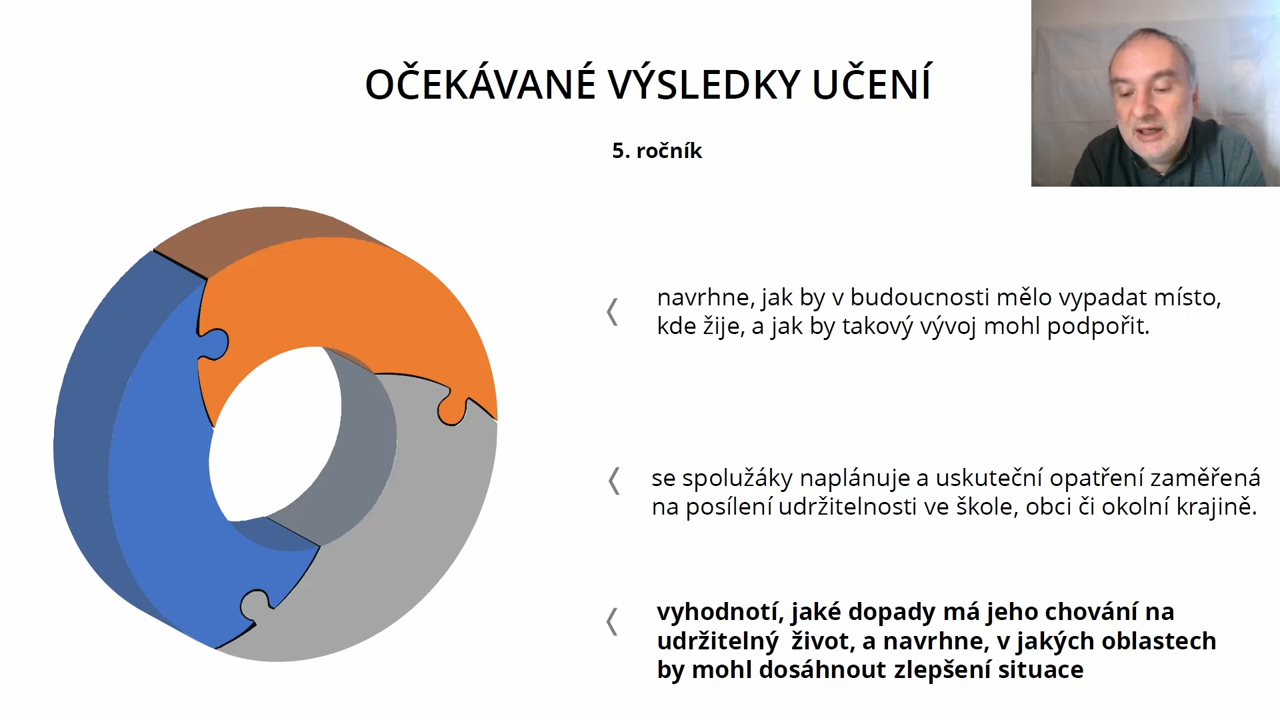 OČEKÁVANÉ VÝSLEDKY UČENÍ
5. ročník
navrhne, jak by v budoucnosti mělo vypadat místo,
kde žije, a jak by takový vývoj mohl podpořit.
se spolužáky naplánuje a uskuteční opatření zaměřená
na posílení udržitelnosti ve škole, obci či okolní krajině.
vyhodnotí, jaké dopady má jeho chování na
udržitelný  život, a navrhne, v jakých oblastech
by mohl dosáhnout zlepšení situace